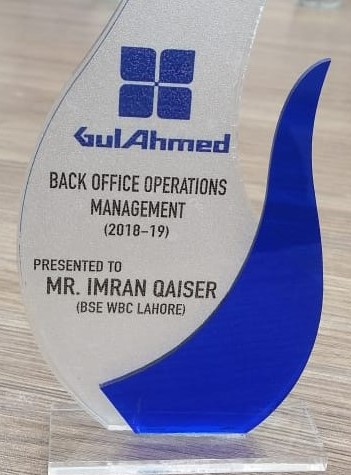 GulAhmed
BACK OFFICE OPERATIONS
MANAGEMENT
(2018-19)
PRESENTED TO
MR. IMRAN QAISER
(BSE WBC LAHORE)